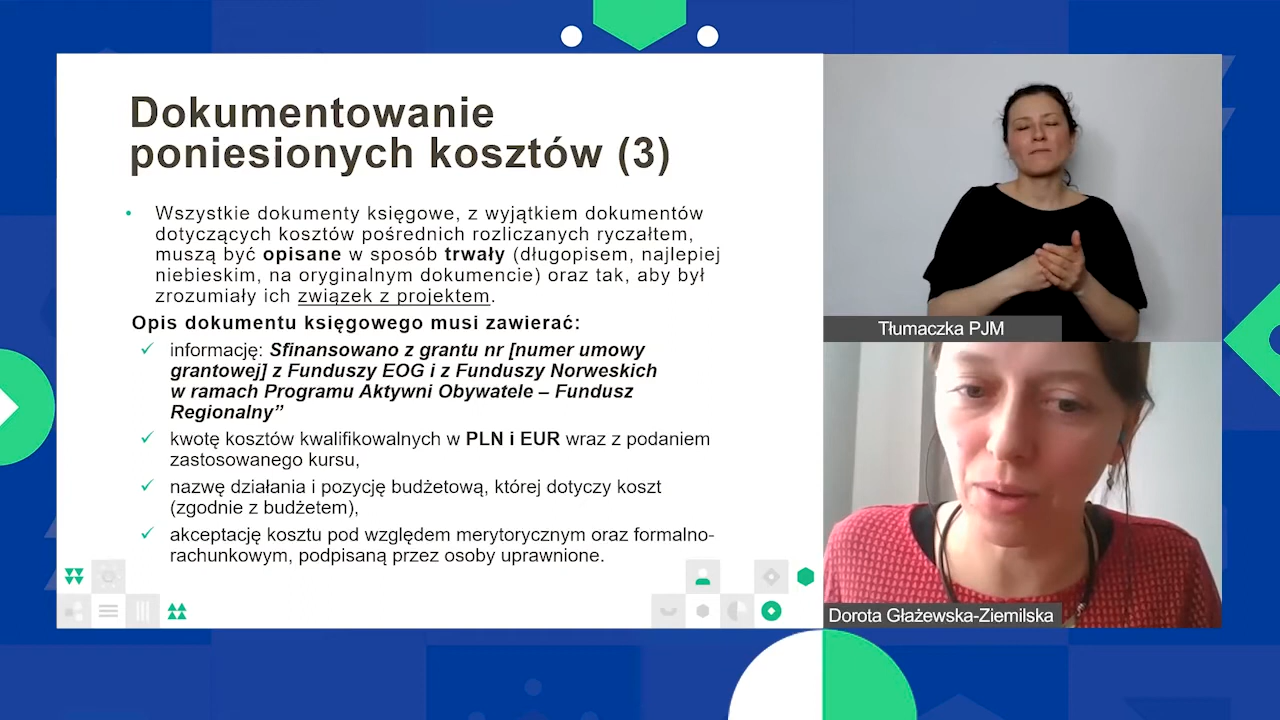 Dokumentowanie
poniesionych kosztów (3)
• Wszystkie dokumenty księgowe, z wyjątkiem dokumentów
dotyczących kosztów pośrednich rozliczanych ryczałtem,
muszą być opisane w sposób trwały (długopisem, najlepiej
niebieskim, na oryginalnym dokumencie) oraz tak, aby był
zrozumiały ich związek z projektem.
Opis dokumentu księgowego musi zawierać:
✓ informację: Sfinansowano z grantu nr [numer umowy
grantowej] z Funduszy EOG i z Funduszy Norweskich
w ramach Programu Aktywni Obywatele – Fundusz
Regionalny”
✓ kwotę kosztów kwalifikowalnych w PLN i EUR wraz z podaniem
zastosowanego kursu,
✓ nazwę działania i pozycję budżetową, której dotyczy koszt
(zgodnie z budżetem),
✓ akceptację kosztu pod względem merytorycznym oraz formalno-
rachunkowym, podpisaną przez osoby uprawnione.
Tłumaczka PJM
Dorota Głażewska-Ziemilska